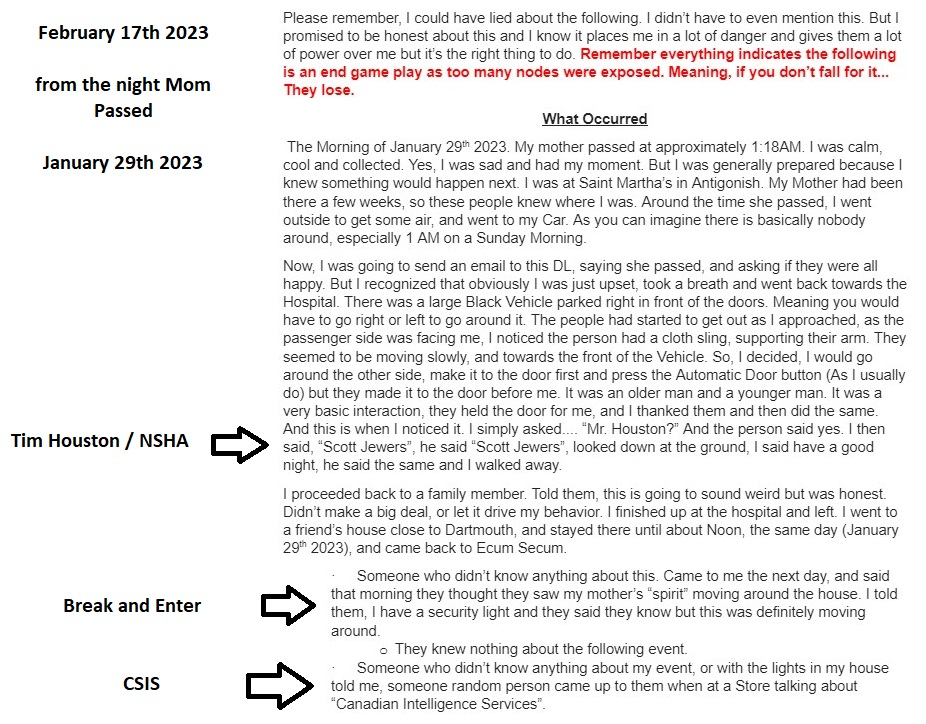 February 17th 2023
from the night Mom
Passed
January 29th 2023
Please remember, I could have lied about the following. I didn’t have to even mention this. But I
promised to be honest about this and I know it places me in a lot of danger and gives them a lot
of power over me but it’s the right thing to do. Remember everything indicates the following
is an end game play as too many nodes were exposed. Meaning, if you don’t fall for it...
They lose.
What Occurred
The Morning of January 29th 2023. My mother passed at approximately 1:18AM. I was calm,
cool and collected. Yes, I was sad and had my moment. But I was generally prepared because I
knew something would happen next. I was at Saint Martha’s in Antigonish. My Mother had been
there a few weeks, so these people knew where I was. Around the time she passed, I went
outside to get some air, and went to my Car. As you can imagine there is basically nobody
around, especially 1 AM on a Sunday Morning.
Now, I was going to send an email to this DL, saying she passed, and asking if they were all
happy. But I recognized that obviously I was just upset, took a breath and went back towards the
Hospital. There was a large Black Vehicle parked right in front of the doors. Meaning you would
have to go right or left to go around it. The people had started to get out as I approached, as the
passenger side was facing me, I noticed the person had a cloth sling, supporting their arm. They
seemed to be moving slowly, and towards the front of the Vehicle. So, I decided, I would go
around the other side, make it to the door first and press the Automatic Door button (As I usually
do) but they made it to the door before me. It was an older man and a younger man. It was a
very basic interaction, they held the door for me, and I thanked them and then did the same.
And this is when I noticed it. I simply asked.... “Mr. Houston?” And the person said yes. I then
said, “Scott Jewers”, he said “Scott Jewers”, looked down at the ground, I said have a good
night, he said the same and I walked away.
Tim Houston / NSHA
I proceeded back to a family member. Told them, this is going to sound weird but was honest.
Didn’t make a big deal, or let it drive my behavior. I finished up at the hospital and left. I went to
a friend’s house close to Dartmouth, and stayed there until about Noon, the same day (January
29th 2023), and came back to Ecum Secum.
Break and Enter
· Someone who didn’t know anything about this. Came to me the next day, and said
that morning they thought they saw my mother’s “spirit” moving around the house. I told
them, I have a security light and they said they know but this was definitely moving
around.
o They knew nothing about the following event.
CSIS
· Someone who didn’t know anything about my event, or with the lights in my house
told me, someone random person came up to them when at a Store talking about
“Canadian Intelligence Services”.